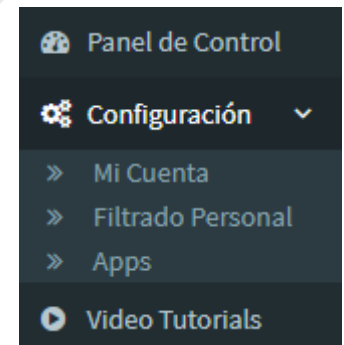 Panel de Control
Configuración
Mi Cuenta
Filtrado Personal
Apps
Video Tutorials